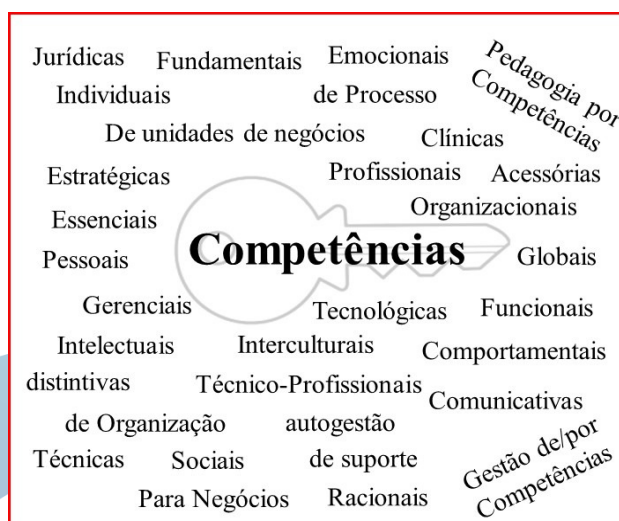 Jurídicas Fundamentais Emocionais
Pedagogia por
Competências
Individuais de Processo
De unidades de negócios Clínicas
Estratégicas Profissionais Acessórias
Essenciais Organizacionais
Pessoais Competências Globais
Gerenciais Tecnológicas Funcionais
Intelectuais Interculturais Comportamentais
distintivas Técnico-Profissionais Comunicativas
de Organização autogestão
Técnicas Sociais de suporte
Gestão de/por
Competências
Para Negócios Racionais